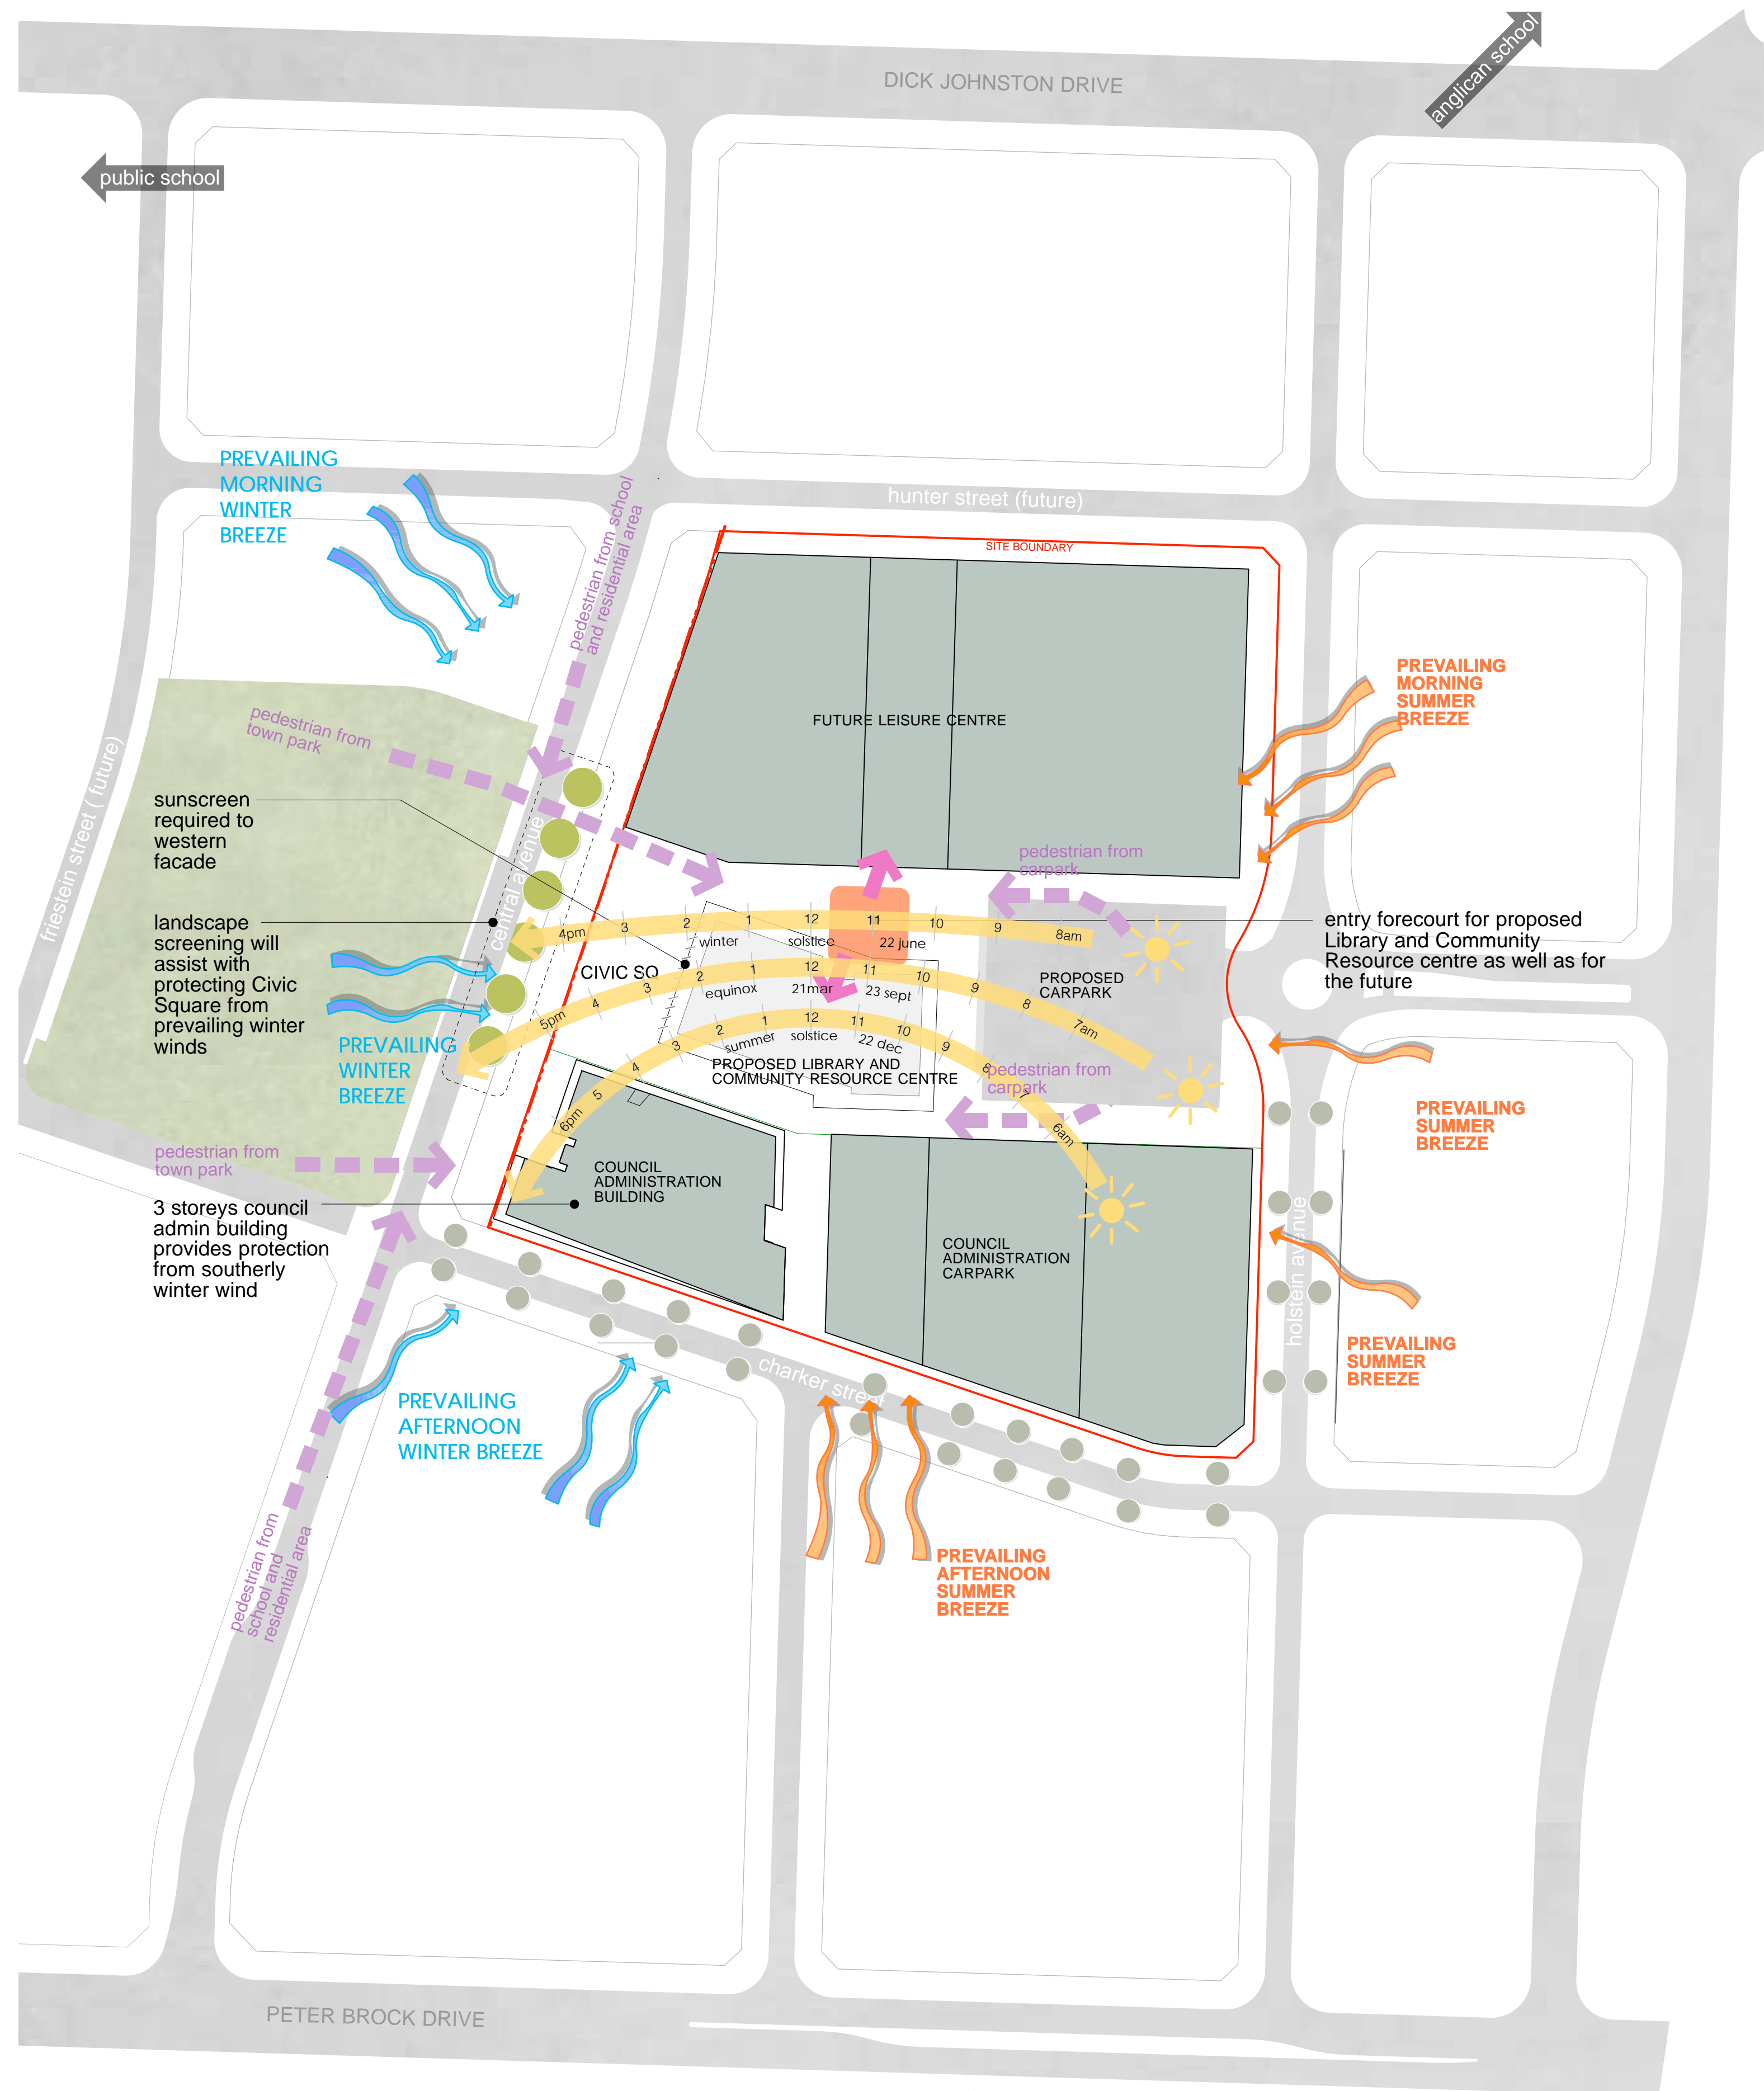 DICK JOHNSTON DRIVE
anglican school
public school
PREVAILING
MORNING
WINTER
BREEZE
hunter street (future)
pedestrian from school
and residential area
SITE BOUNDARY
PREVAILING
MORNING
SUMMER
BREEZE
FUTURE LEISURE CENTRE
pedestrian from
town park
friestein street ( future)
sunscreen
required to
western
facade
central avenue
pedestrian from
carpark
landscape
screening will
assist with
protecting Civic
Square from
prevailing winter
winds
entry forecourt for proposed
Library and Community
Resource centre as well as for
the future
4pm 3 2 1 12 11 10 9 8am
winter solstice 22 june
CIVIC SQ
5pm 4 3 2 1 12 11 10 9 8 7am
equinox 21mar 23 sept
PROPOSED
CARPARK
6pm 5 4 3 2 1 12 11 10 9 8 7 6am
summer solstice 22 dec
PREVAILING
WINTER
BREEZE
PROPOSED LIBRARY AND
COMMUNITY RESOURCE CENTRE
pedestrian from
carpark
PREVAILING
SUMMER
BREEZE
pedestrian from
town park
COUNCIL
ADMINISTRATION
BUILDING
3 storeys council
admin building
provides protection
from southerly
winter wind
COUNCIL
ADMINISTRATION
CARPARK
holstein avenue
PREVAILING
SUMMER
BREEZE
charker street
PREVAILING
AFTERNOON
WINTER BREEZE
pedestrian from
school and
residential area
PREVAILING
AFTERNOON
SUMMER
BREEZE
PETER BROCK DRIVE